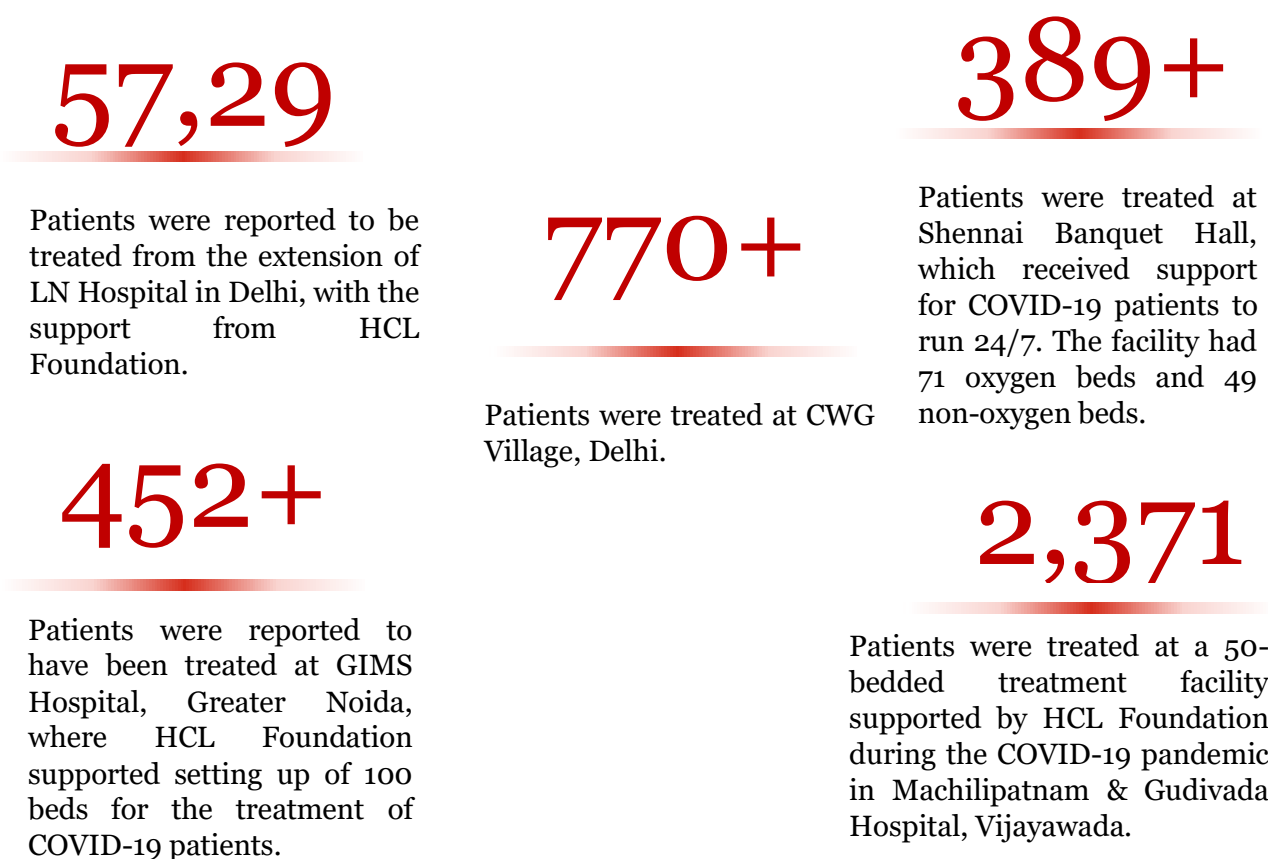 57,29
Patients were reported to be
treated from the extension of
LN Hospital in Delhi, with the
support from HCL
Foundation.
452+
Patients were reported to
have been treated at GIMS
Hospital, Greater Noida,
where HCL Foundation
supported setting up of 100
beds for the treatment of
COVID-19 patients.
770+
Patients were treated at CWG
Village, Delhi.
389+
Patients were treated at
Shennai Banquet Hall,
which received support
for COVID-19 patients to
run 24/7. The facility had
71 oxygen beds and 49
non-oxygen beds.
2,371
Patients were treated at a 50-
bedded treatment facility
supported by HCL Foundation
during the COVID-19 pandemic
in Machilipatnam & Gudivada
Hospital, Vijayawada.